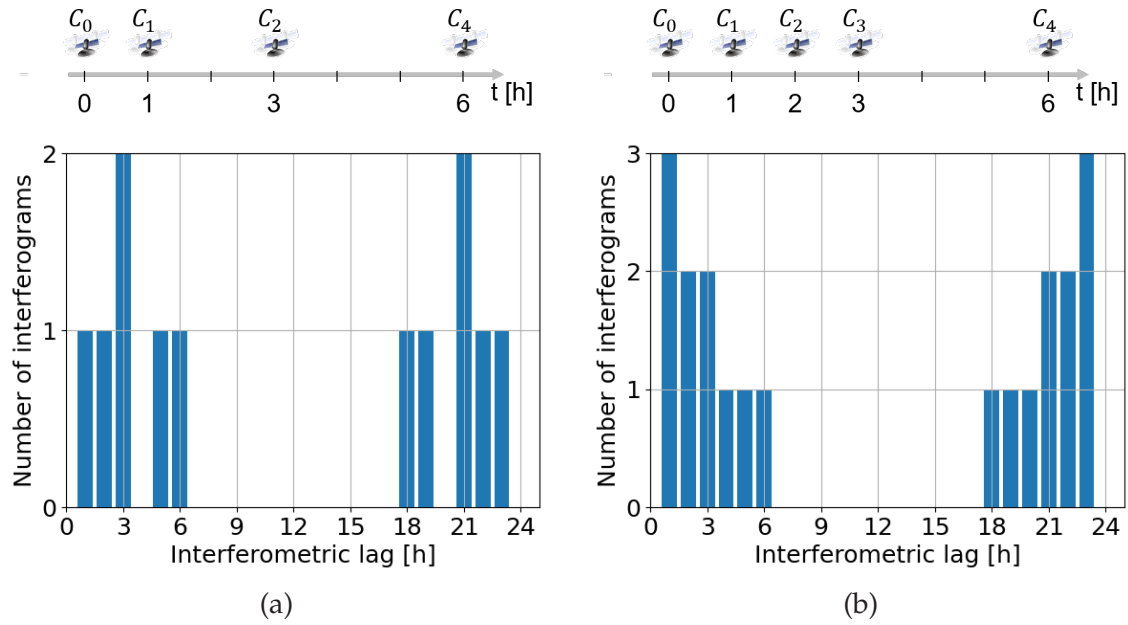 C₀ C₁ C₂ C₄
0 1 3 6 t [h]
2
1
0
Number of interferograms
0 3 6 9 12 15 18 21 24
Interferometric lag [h]
(a)
C₀ C₁ C₂ C₃ C₄
0 1 2 3 6 t [h]
3
2
1
0
Number of interferograms
0 3 6 9 12 15 18 21 24
Interferometric lag [h]
(b)